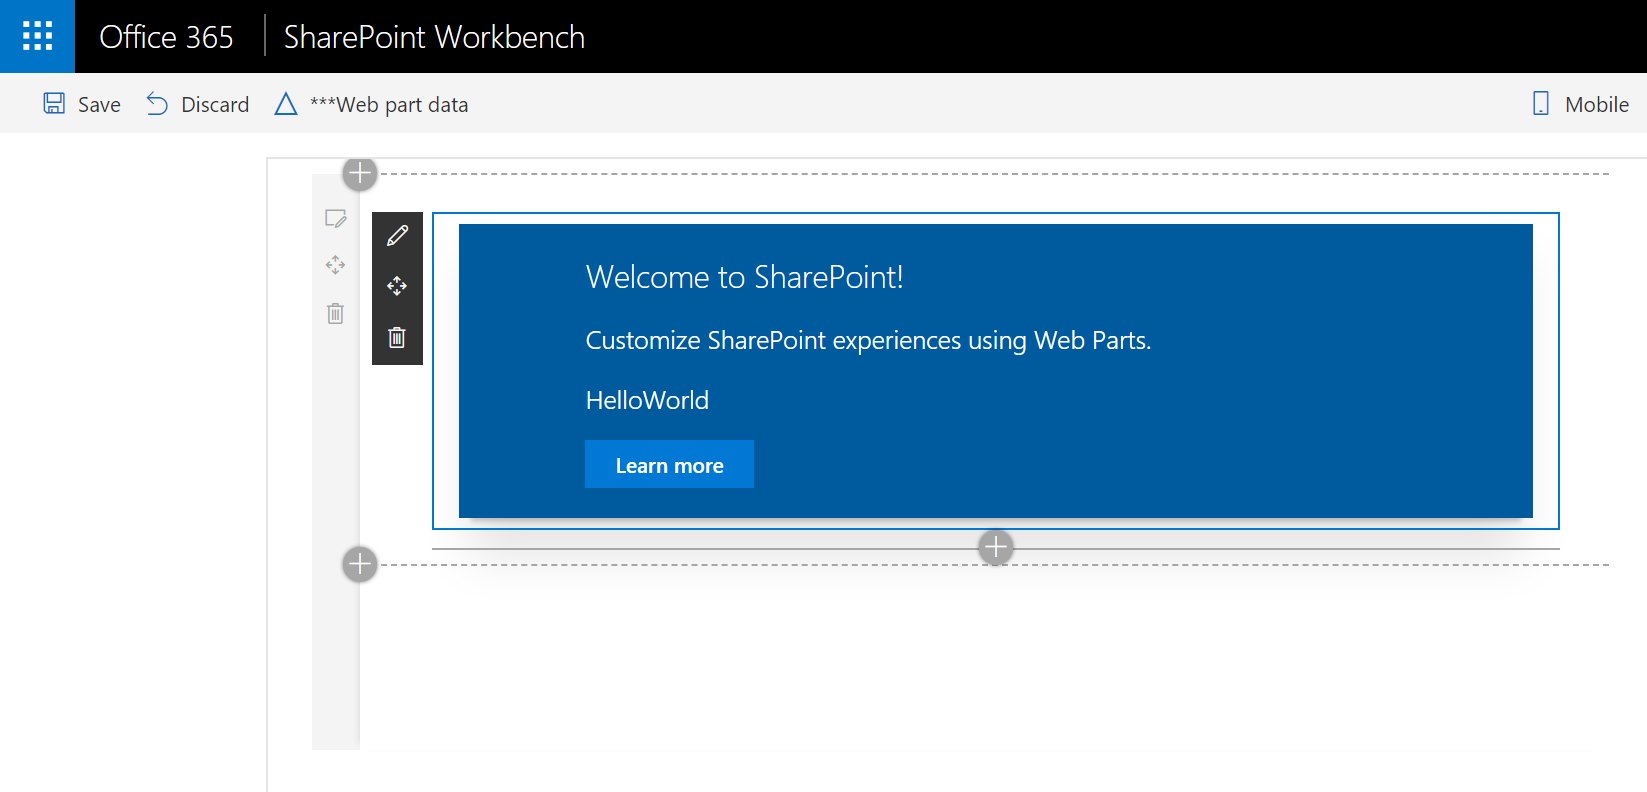 Office 365 SharePoint Workbench
Save Discard ***Web part data Mobile
Welcome to SharePoint!
Customize SharePoint experiences using Web Parts.
HelloWorld
Learn more